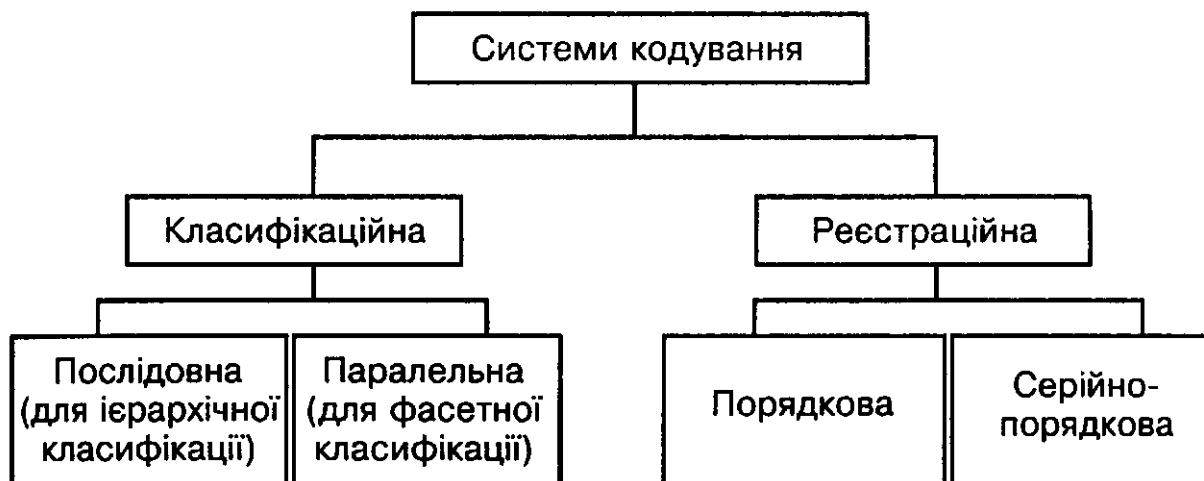 Системи кодування
Класифікаційна
Реєстраційна
Послідовна
(для ієрархічної
класифікації)
Паралельна
(для фасетної
класифікації)
Порядкова
Серійно-
порядкова